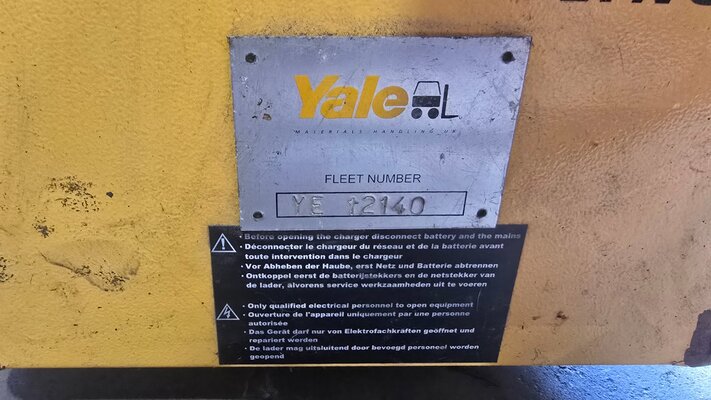 Yale
MATERIALS HANDLING UK
FLEET NUMBER
YE 12140
• Before opening the charger disconnect battery and the mains
• Déconnecter le chargeur du réseau et de la batterie avant
toute intervention dans le chargeur
• Vor Abheben der Haube, erst Netz und Batterie abtrennen
• Ontkoppel eerst de batterijstekkers en de netstekker van
de lader, alvorens service werkzaamheden uit te voeren
• Only qualified electrical personnel to open equipment
• Ouverture de l'appareil uniquement par une personne
autorisée
• Das Gerät darf nur von Elektrofachkräften geöffnet und
repariert werden
• De lader mag uitsluitend door bevoegd personeel worden
geopend